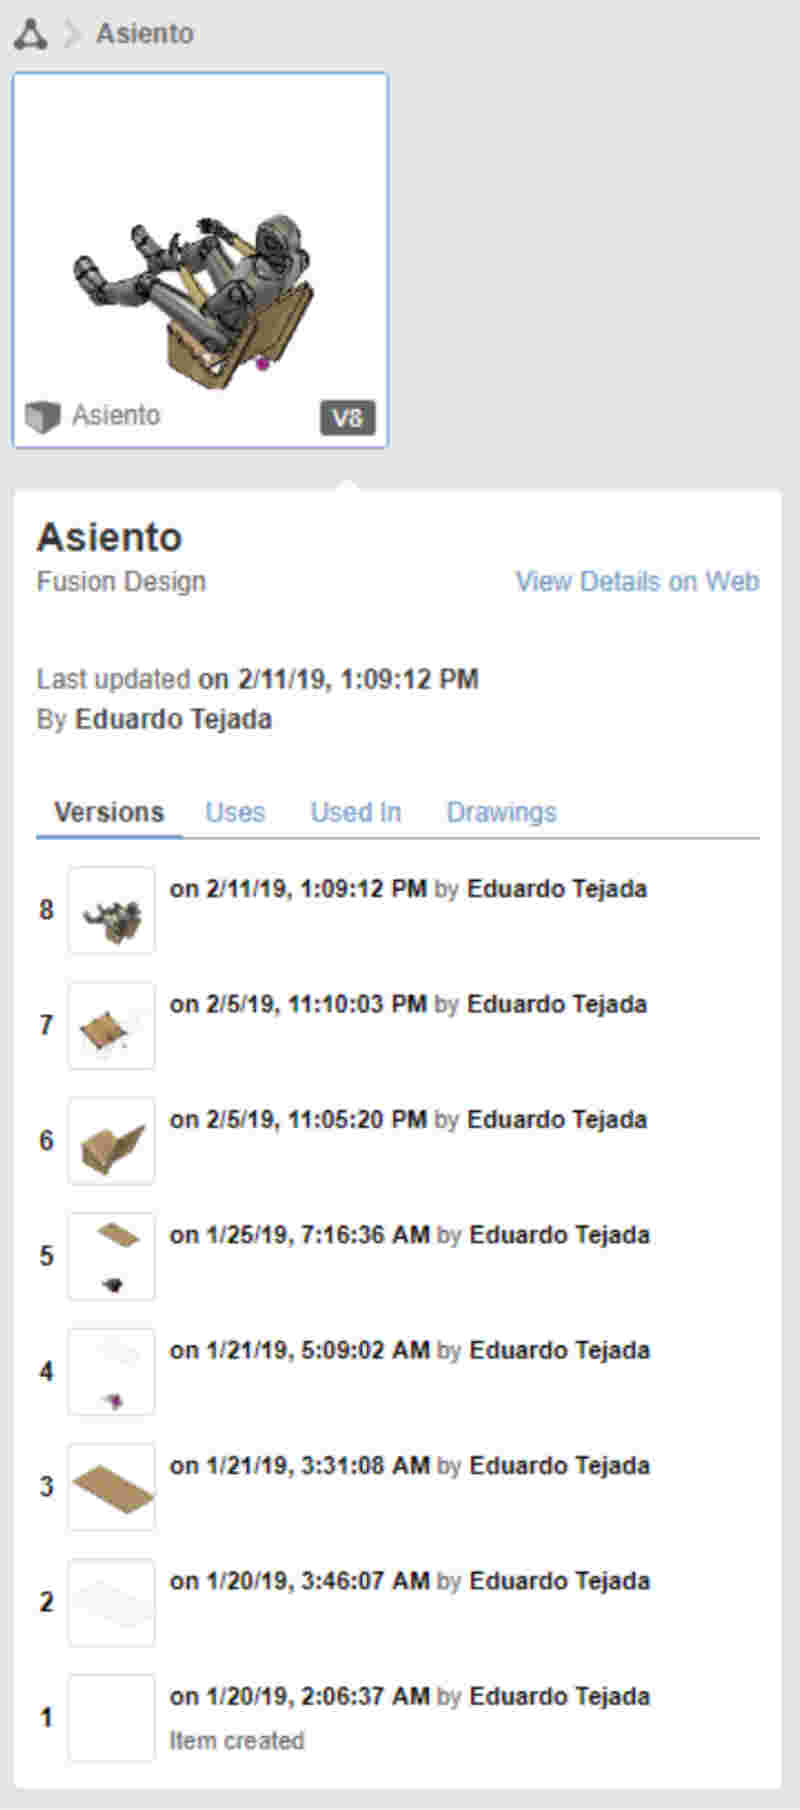 Asiento
Asiento
V8
Asiento
Fusion Design
View Details on Web
Last updated on 2/11/19, 1:09:12 PM
By Eduardo Tejada
Versions Uses Used In Drawings
8 on 2/11/19, 1:09:12 PM by Eduardo Tejada
7 on 2/5/19, 11:10:03 PM by Eduardo Tejada
6 on 2/5/19, 11:05:20 PM by Eduardo Tejada
5 on 1/25/19, 7:16:36 AM by Eduardo Tejada
4 on 1/21/19, 5:09:02 AM by Eduardo Tejada
3 on 1/21/19, 3:31:08 AM by Eduardo Tejada
2 on 1/20/19, 3:46:07 AM by Eduardo Tejada
1 on 1/20/19, 2:06:37 AM by Eduardo Tejada
Item created